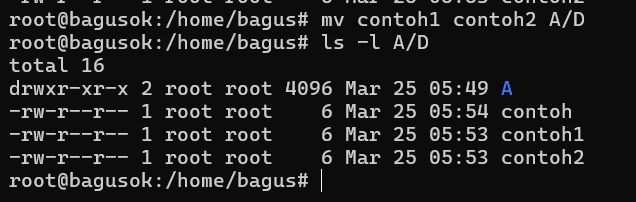 root@bagusok:/home/bagus# mv contoh1 contoh2 A/D
root@bagusok:/home/bagus# ls -l A/D
total 16
drwxr-xr-x 2 root root 4096 Mar 25 05:49 A
-rw-r--r-- 1 root root    6 Mar 25 05:54 contoh
-rw-r--r-- 1 root root    6 Mar 25 05:53 contoh1
-rw-r--r-- 1 root root    6 Mar 25 05:53 contoh2
root@bagusok:/home/bagus#